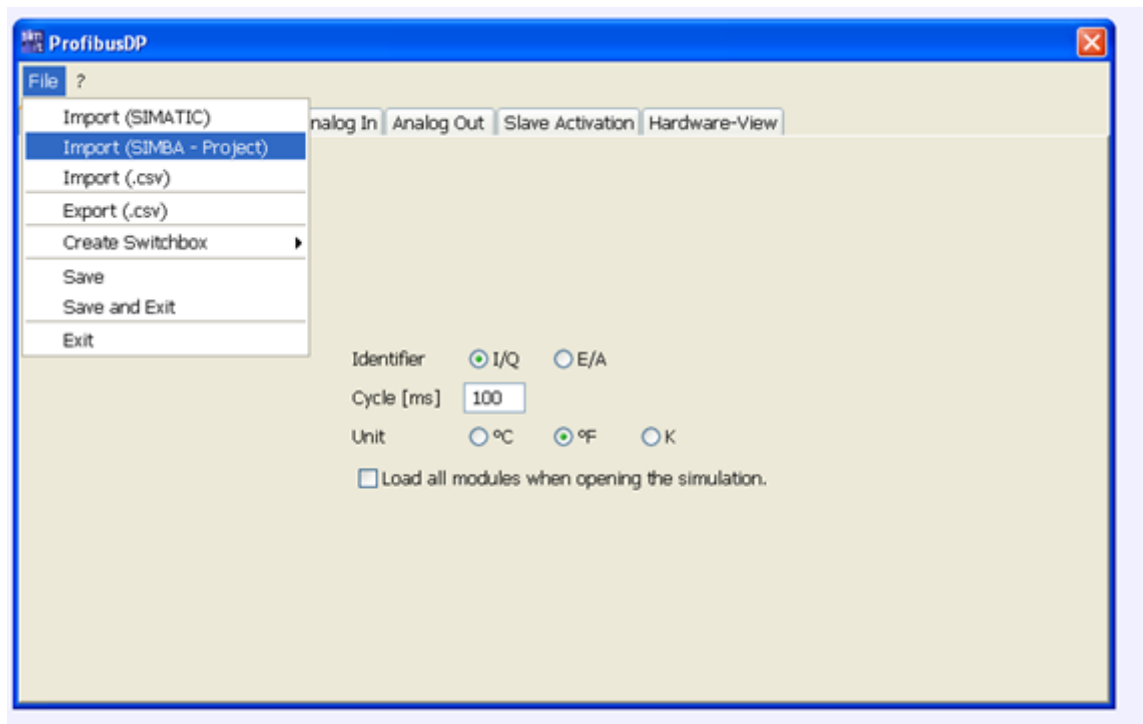 ProfibusDP
File ?
Import (SIMATIC)
Import (SIMBA - Project)
Import (.csv)
Export (.csv)
Create Switchbox
Save
Save and Exit
Exit
nalog In Analog Out Slave Activation Hardware-View
Identifier I/Q E/A
Cycle [ms] 100
Unit °C °F K
Load all modules when opening the simulation.